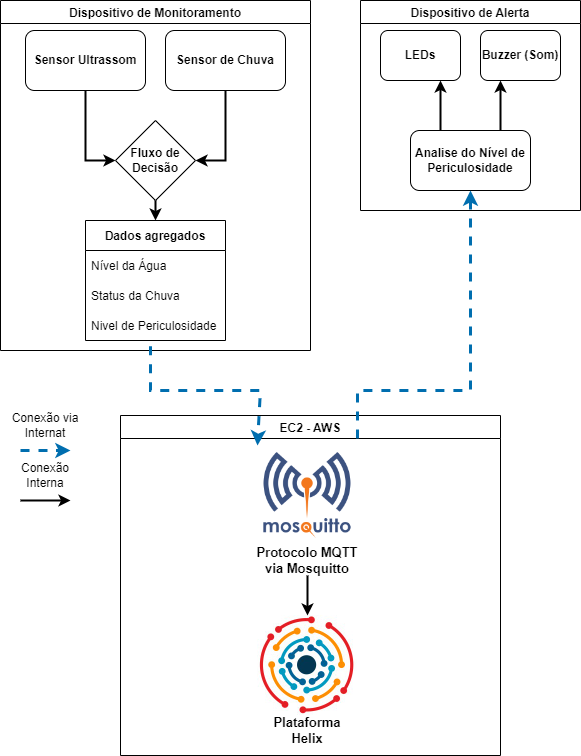 Dispositivo de Monitoramento
Sensor Ultrassom
Sensor de Chuva
Fluxo de
Decisão
Dados agregados
Nível da Água
Status da Chuva
Nivel de Periculosidade
Dispositivo de Alerta
LEDs
Buzzer (Som)
Analise do Nível de
Periculosidade
Conexão via
Internat
Conexão
Interna
EC2 - AWS
mosquitto
Protocolo MQTT
via Mosquitto
Plataforma
Helix